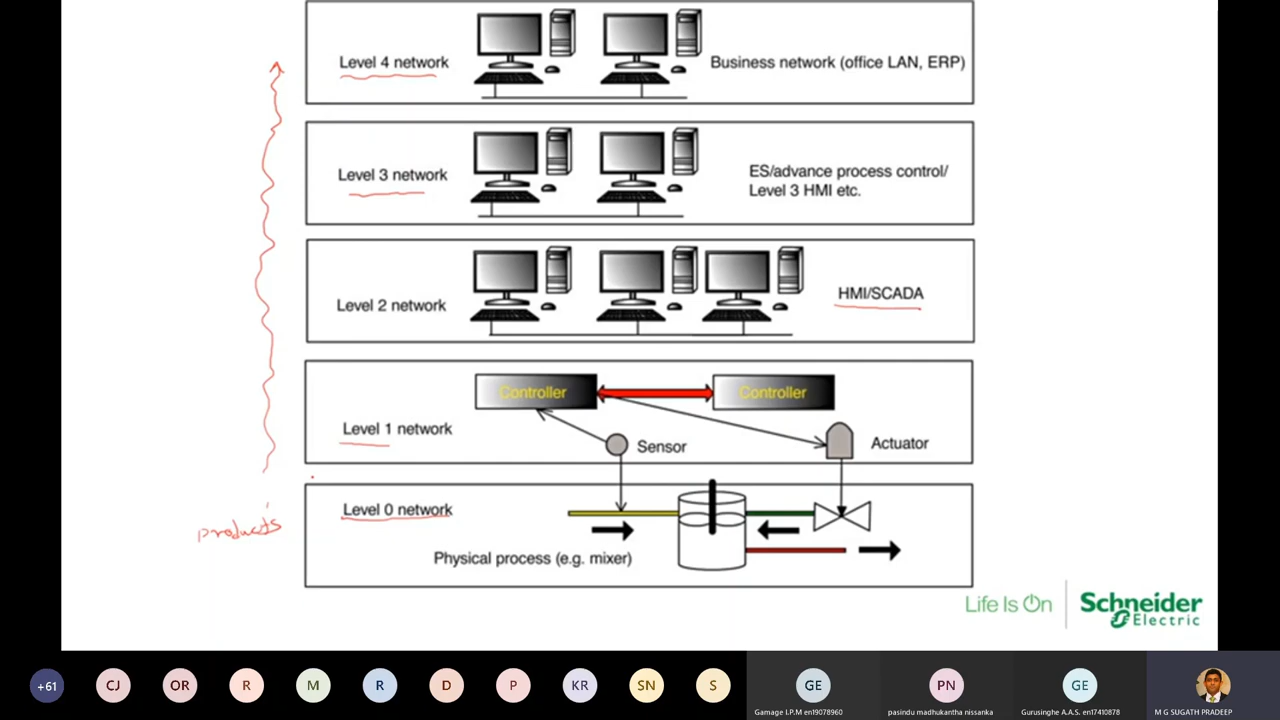 Level 4 network
Business network (office LAN, ERP)
Level 3 network
ES/advance process control/
Level 3 HMI etc.
Level 2 network
HMI/SCADA
Controller
Controller
Level 1 network
Sensor
Actuator
Level 0 network
products
Physical process (e.g. mixer)
Life Is On
Schneider
Electric
+61
CJ
OR
R
M
R
D
P
KR
SN
S
GE
PN
GE
Gamage I.P.M en19078960
pasindu madhukantha nissanka
Gurusinghe A.A.S. en17410878
M G SUGATH PRADEEP